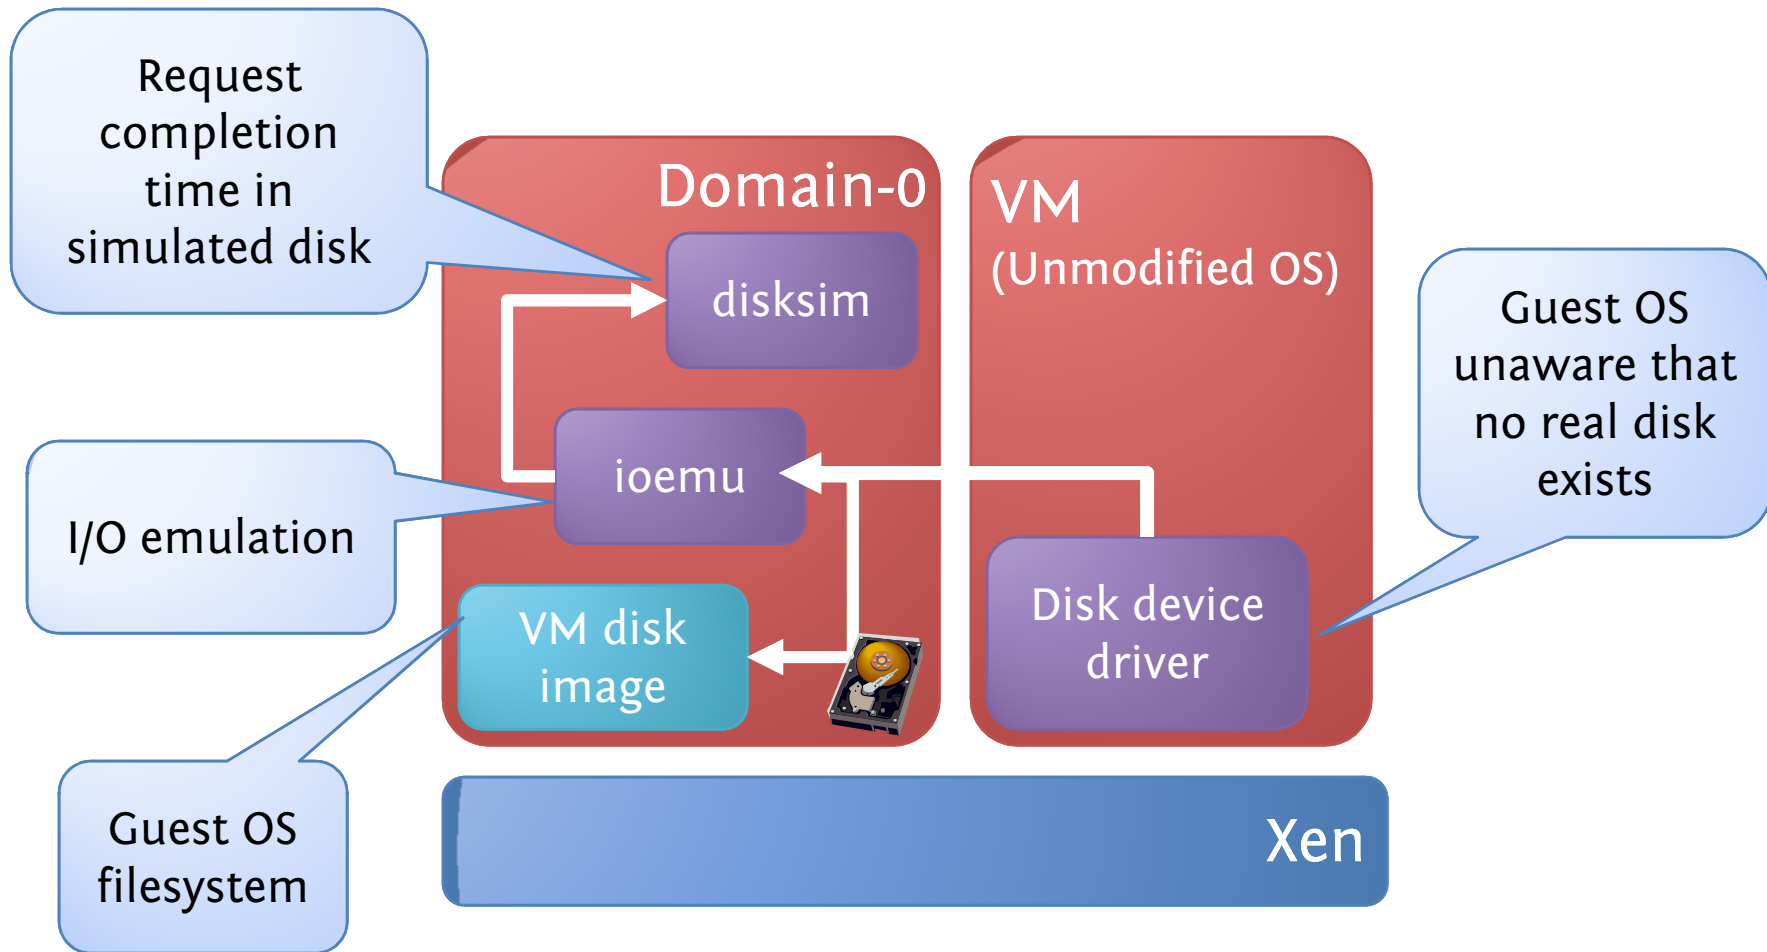 Request
completion
time in
simulated disk
Domain-0
disksim
VM
(Unmodified OS)
Guest OS
unaware that
no real disk
exists
ioemu
I/O emulation
VM disk
image
Disk device
driver
Guest OS
filesystem
Xen